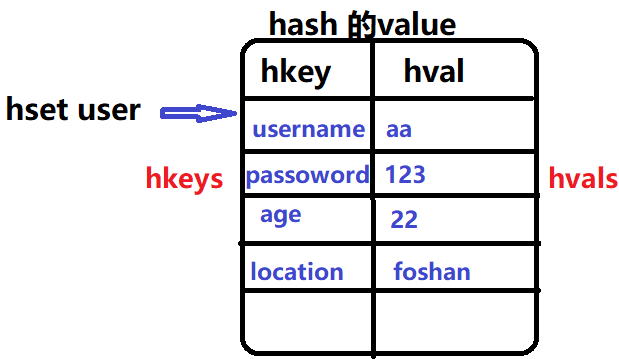 hash 的value
hkey hval
hset user
username aa
hkeys passoword 123 hvals
age 22
location foshan